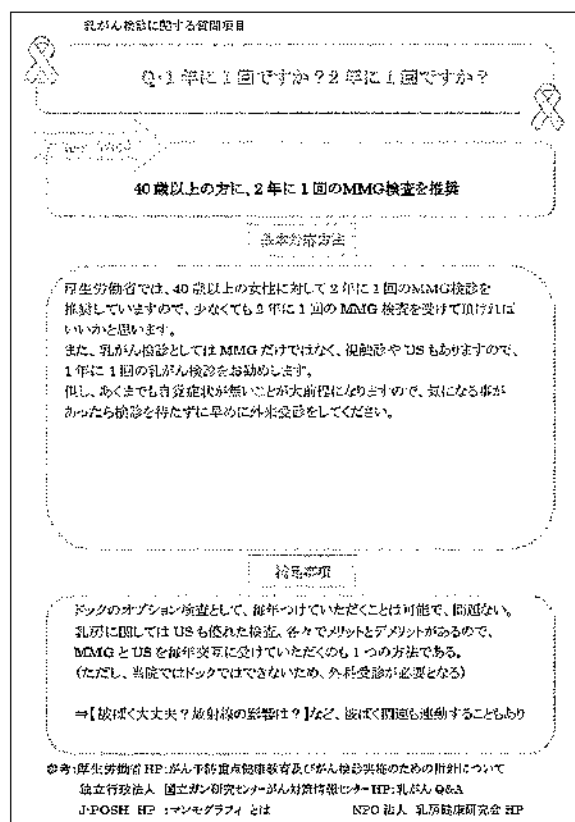 乳がん検診に関する質問項目
Q・1年に1回ですか？2年に1回ですか？
40歳以上の方に、2年に1回のMMG検査を推奨
基本対応方法
厚生労働省では、40歳以上の女性に対して2年に1回のMMG検診を
推奨していますので、少なくても2年に1回のMMG検査を受けて頂ければ
いいかと思います。
また、乳がん検診としてはMMGだけではなく、視触診やUSもありますので、
1年に1回の乳がん検診をお勧めします。
但し、あくまでも自覚症状が無いことが大前提になりますので、気になる事が
あったら検診を待たずに早めに外来受診をしてください。
補足事項
ドックのオプション検査として、毎年つけていただくことは可能で、問題ない。
乳房に関してはUSも優れた検査、各々でメリットとデメリットがあるので、
MMGとUSを毎年交互に受けていただくのも1つの方法である。
（ただし、当院ではドックではできないため、外科受診が必要となる）
⇒【被ばく大丈夫？放射線の影響は？】など、被ばく関連も連動することもあり
参考：厚生労働省HP：がん予防重点健康教育及びがん検診実施のための指針について
独立行政法人 国立ガン研究センターがん対策情報センターHP：乳がんQ&A
J・POSH HP ：マンモグラフィとは NPO法人 乳房健康研究会HP